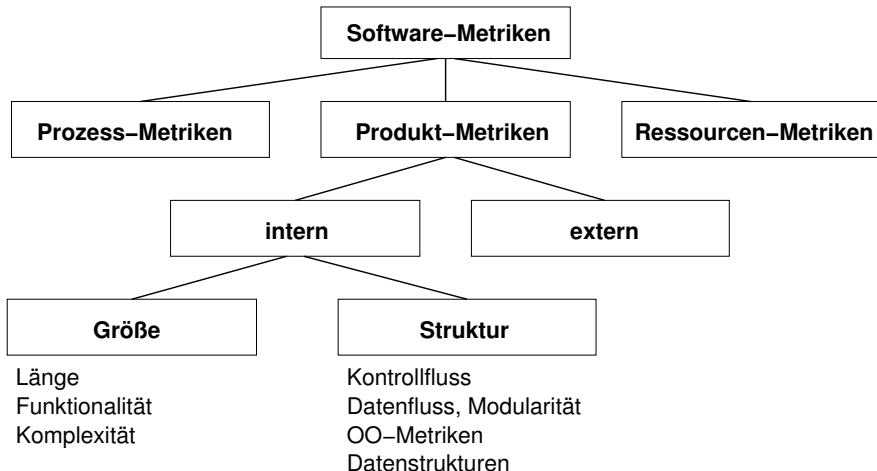 Software−Metriken
Prozess−Metriken
Produkt−Metriken
Ressourcen−Metriken
intern
extern
Größe
Struktur
Länge
Funktionalität
Komplexität
Kontrollfluss
Datenfluss, Modularität
OO−Metriken
Datenstrukturen